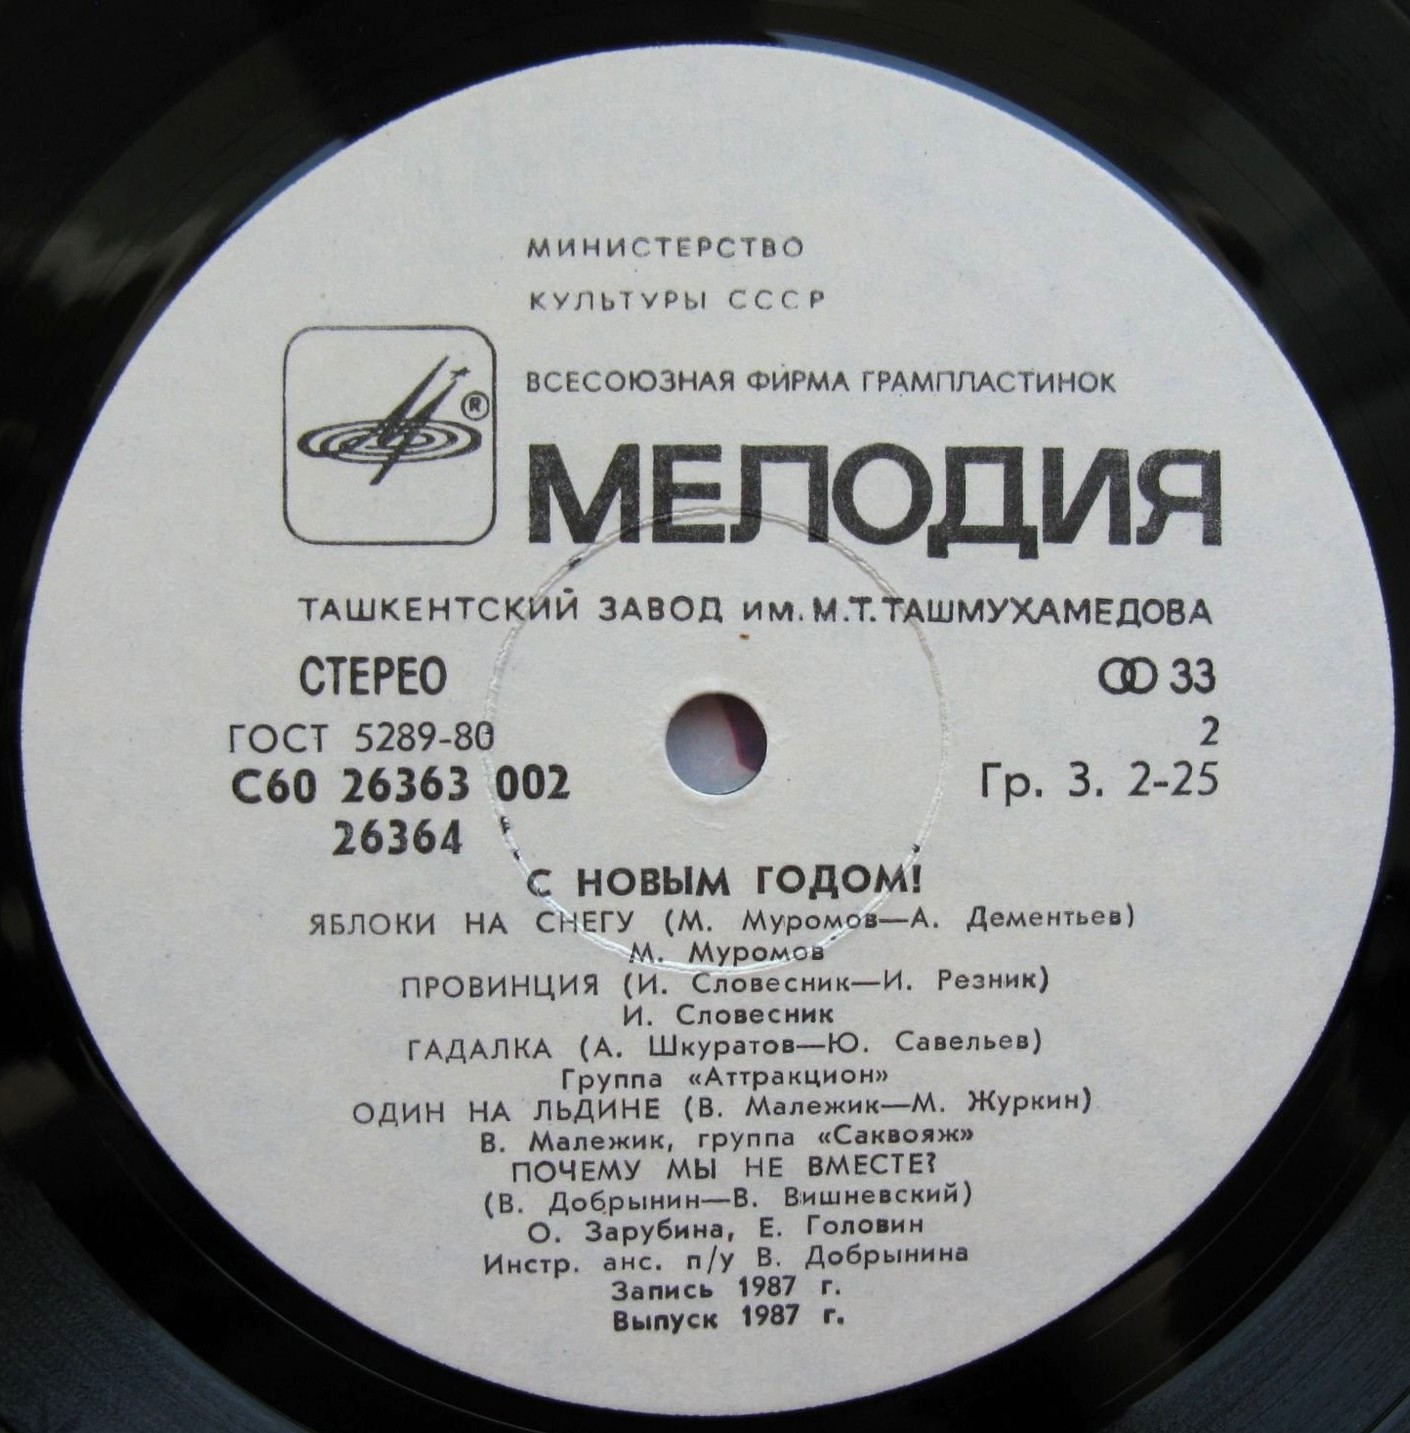 МИНИСТЕРСТВО
КУЛЬТУРЫ СССР
ВСЕСОЮЗНАЯ ФИРМА ГРАМПЛАСТИНОК
®
МЕЛОДИЯ
ТАШКЕНТСКИЙ ЗАВОД им. М.Т.ТАШМУХАМЕДОВА
СТЕРЕО 33
ГОСТ 5289-80 2
С60 26363 002 Гр. 3. 2-25
26364
С НОВЫМ ГОДОМ!
ЯБЛОКИ НА СНЕГУ (М. Муромов—А. Дементьев)
М. Муромов
ПРОВИНЦИЯ (И. Словесник—И. Резник)
И. Словесник
ГАДАЛКА (А. Шкуратов—Ю. Савельев)
Группа «Аттракцион»
ОДИН НА ЛЬДИНЕ (В. Малежик—М. Журкин)
В. Малежик, группа «Саквояж»
ПОЧЕМУ МЫ НЕ ВМЕСТЕ?
(В. Добрынин—В. Вишневский)
О. Зарубина, Е. Головин
Инстр. анс. п/у В. Добрынина
Запись 1987 г.
Выпуск 1987 г.